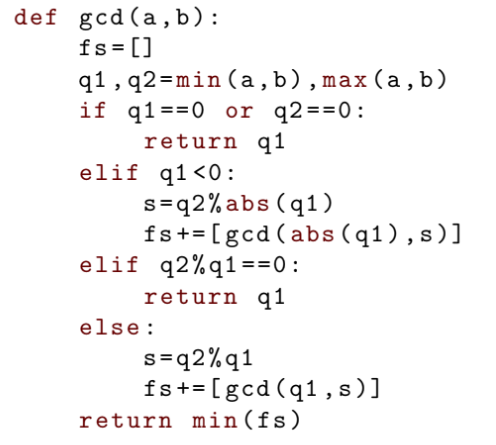 def gcd(a,b):
    fs=[]
    q1,q2=min(a,b),max(a,b)
    if q1==0 or q2==0:
        return q1
    elif q1<0:
        s=q2%abs(q1)
        fs+=[gcd(abs(q1),s)]
    elif q2%q1==0:
        return q1
    else:
        s=q2%q1
        fs+=[gcd(q1,s)]
    return min(fs)